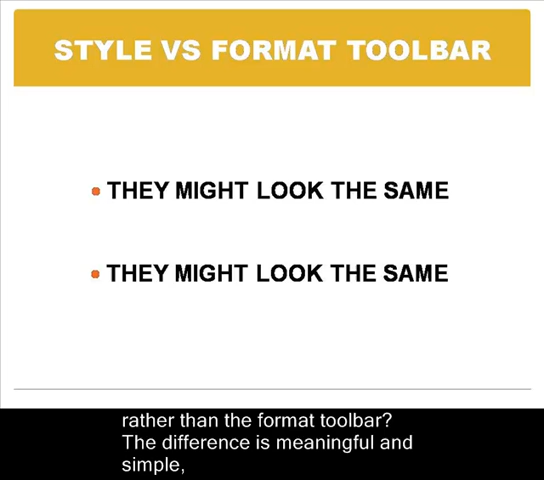 STYLE VS FORMAT TOOLBAR
• THEY MIGHT LOOK THE SAME
• THEY MIGHT LOOK THE SAME
rather than the format toolbar?
The difference is meaningful and
simple,